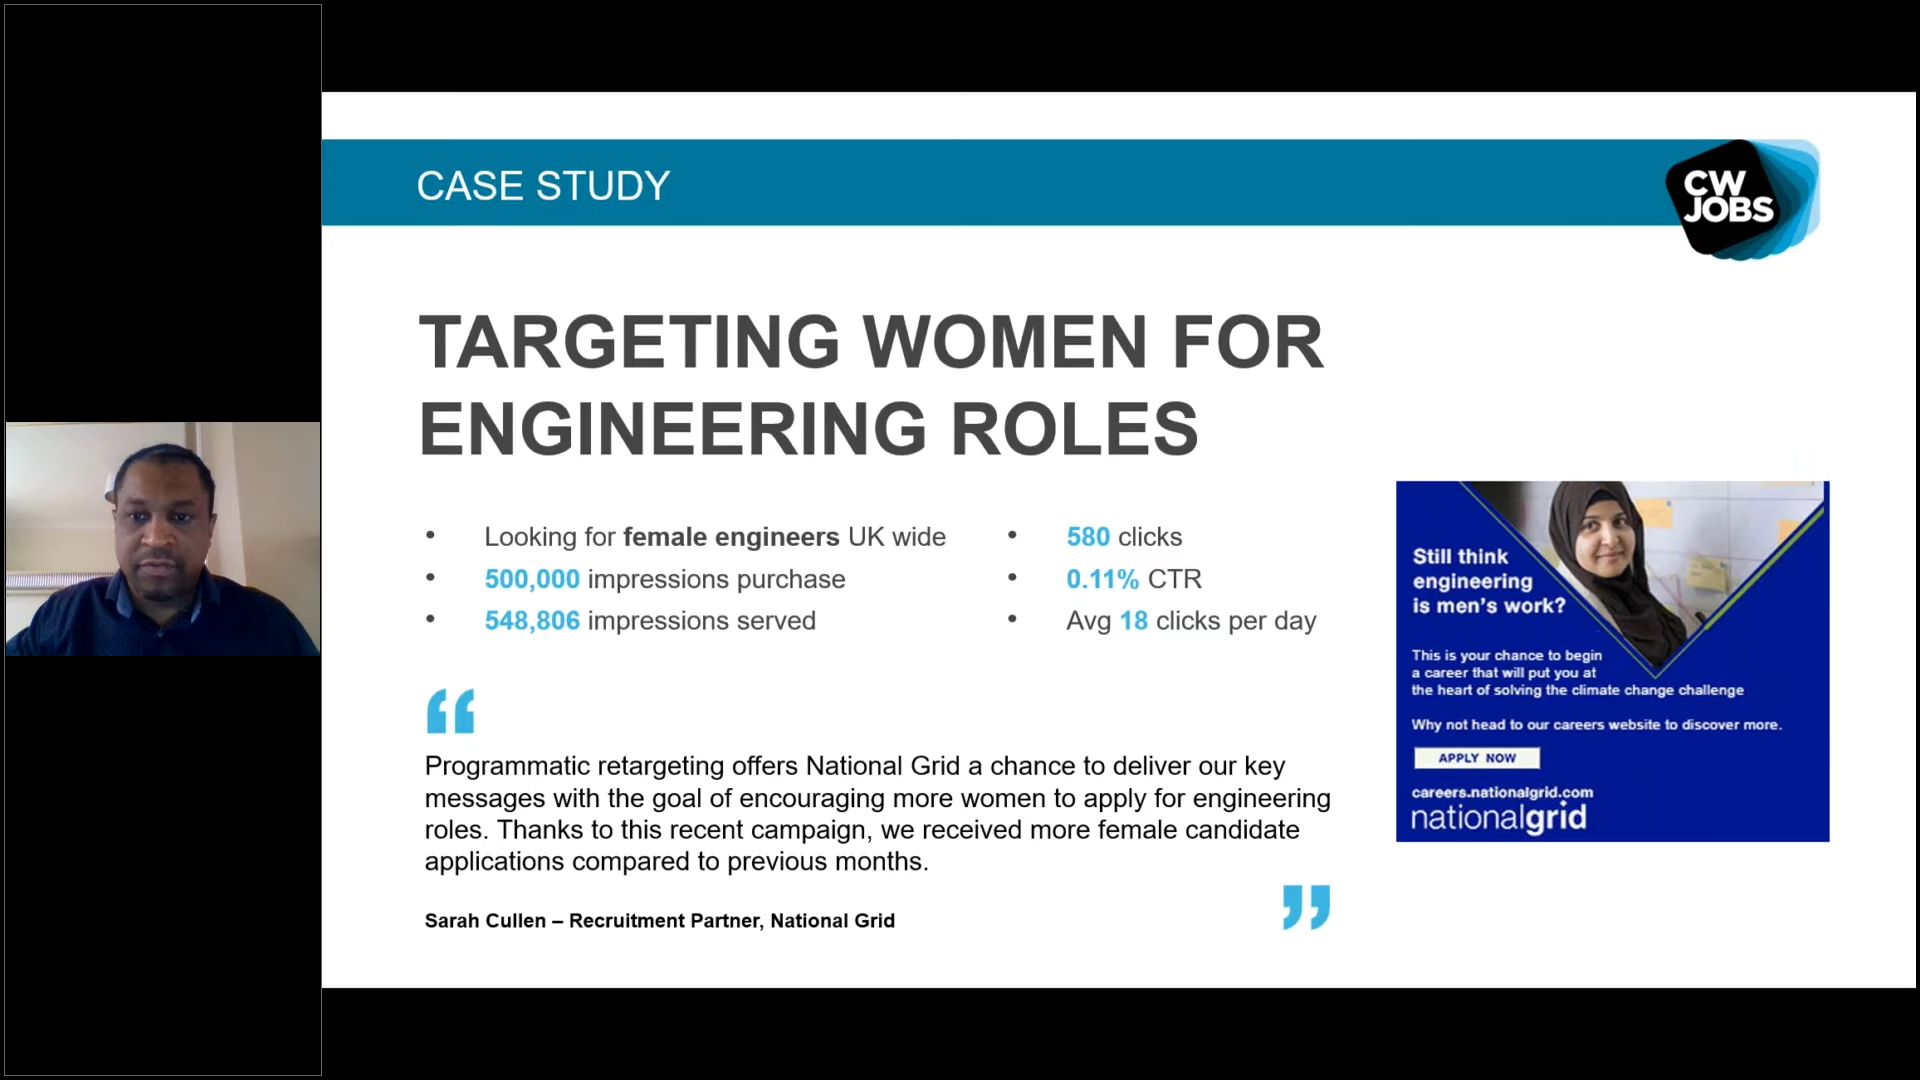 CASE STUDY
CW
JOBS
TARGETING WOMEN FOR
ENGINEERING ROLES
• Looking for female engineers UK wide
• 500,000 impressions purchase
• 548,806 impressions served
• 580 clicks
• 0.11% CTR
• Avg 18 clicks per day
Still think
engineering
is men's work?
This is your chance to begin
a career that will put you at
the heart of solving the climate change challenge
Why not head to our careers website to discover more.
APPLY NOW
careers.nationalgrid.com
nationalgrid
“
Programmatic retargeting offers National Grid a chance to deliver our key
messages with the goal of encouraging more women to apply for engineering
roles. Thanks to this recent campaign, we received more female candidate
applications compared to previous months.
”
Sarah Cullen – Recruitment Partner, National Grid